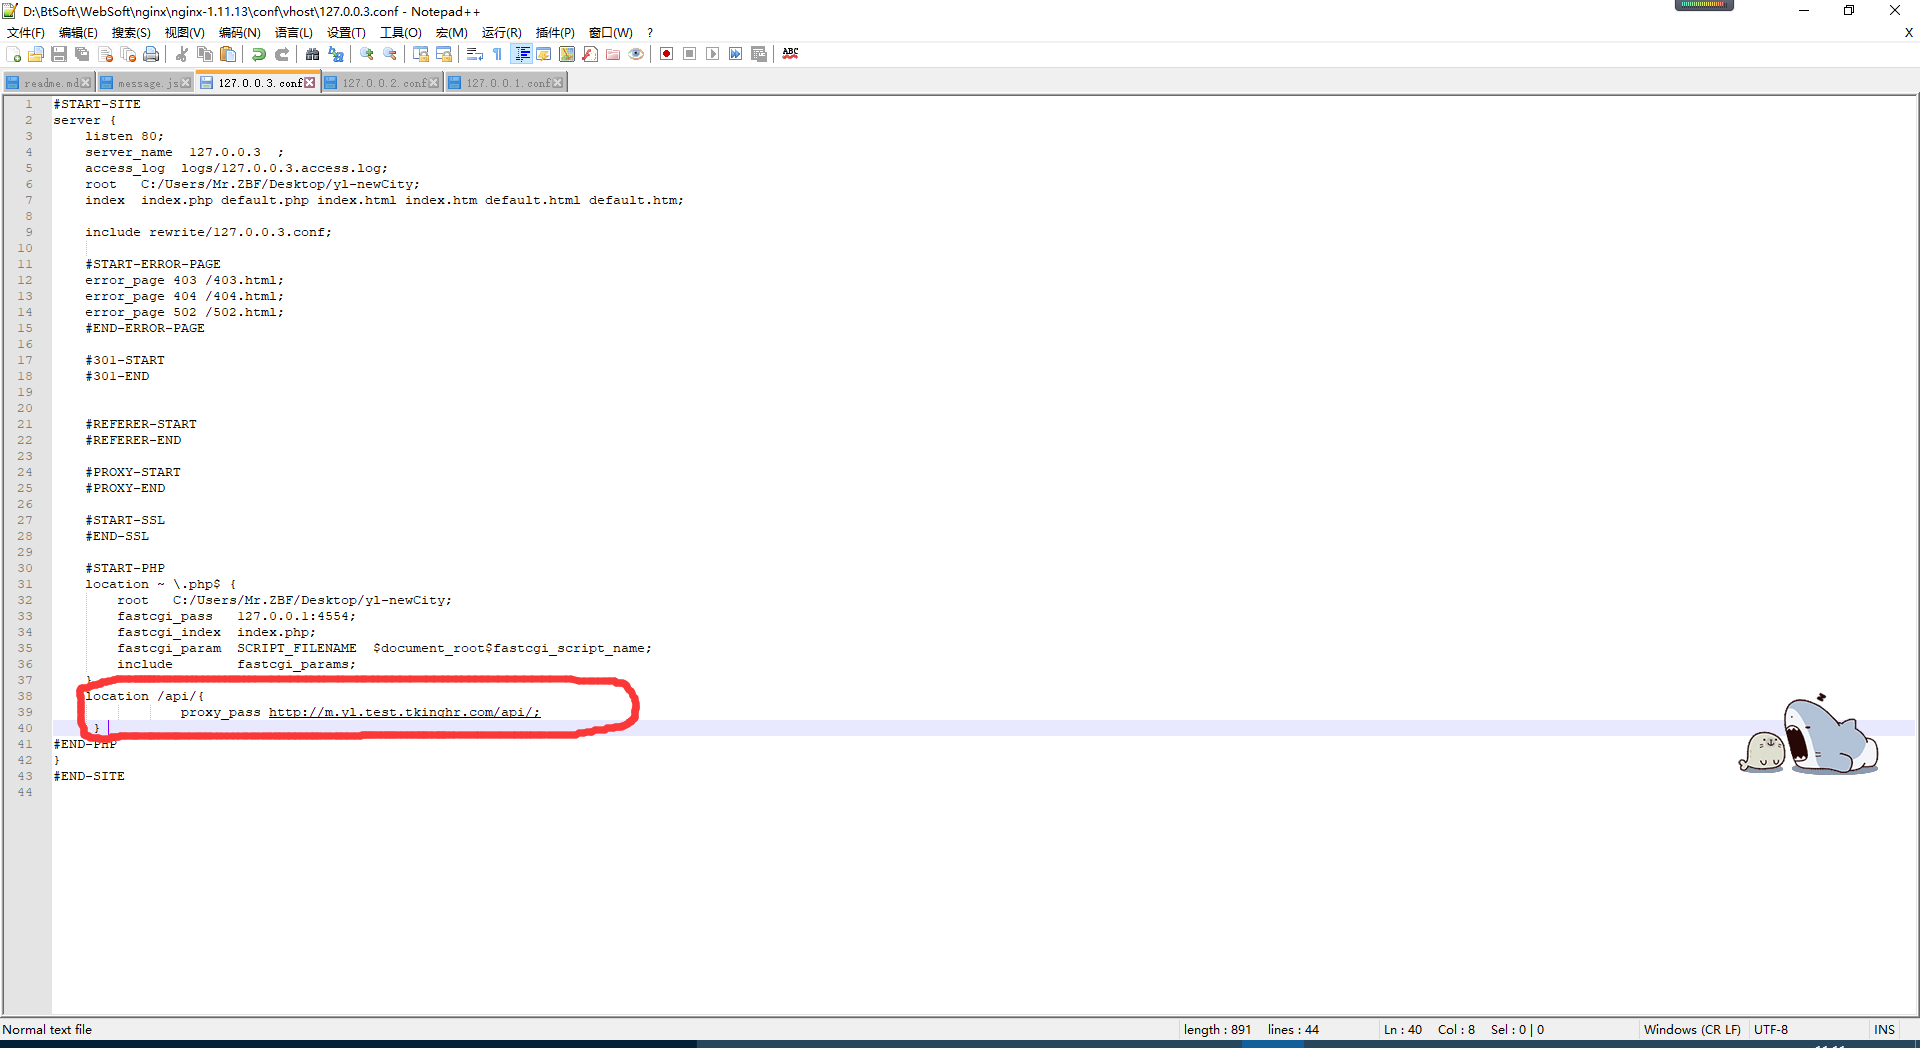 D:\BtSoft\WebSoft\nginx\nginx-1.11.13\conf\vhost\127.0.0.3.conf - Notepad++
文件(F) 编辑(E) 搜索(S) 视图(V) 编码(N) 语言(L) 设置(T) 工具(O) 宏(M) 运行(R) 插件(P) 窗口(W) ? X
ABC
readme.md message.js 127.0.0.3.conf 127.0.0.2.conf 127.0.0.1.conf
1 #START-SITE
2 server {
3 listen 80;
4 server_name 127.0.0.3 ;
5 access_log logs/127.0.0.3.access.log;
6 root C:/Users/Mr.ZBF/Desktop/yl-newCity;
7 index index.php default.php index.html index.htm default.html default.htm;
8
9 include rewrite/127.0.0.3.conf;
10
11 #START-ERROR-PAGE
12 error_page 403 /403.html;
13 error_page 404 /404.html;
14 error_page 502 /502.html;
15 #END-ERROR-PAGE
16
17 #301-START
18 #301-END
19
20
21 #REFERER-START
22 #REFERER-END
23
24 #PROXY-START
25 #PROXY-END
26
27 #START-SSL
28 #END-SSL
29
30 #START-PHP
31 location ~ \.php$ {
32 root C:/Users/Mr.ZBF/Desktop/yl-newCity;
33 fastcgi_pass 127.0.0.1:4554;
34 fastcgi_index index.php;
35 fastcgi_param SCRIPT_FILENAME $document_root$fastcgi_script_name;
36 include fastcgi_params;
37 }
38 location /api/{
39 proxy_pass http://m.yl.test.tkinghr.com/api/;
40 }
41 #END-PHP
42 }
43 #END-SITE
44
Normal text file length : 891 lines : 44 Ln : 40 Col : 8 Sel : 0 | 0 Windows (CR LF) UTF-8 INS